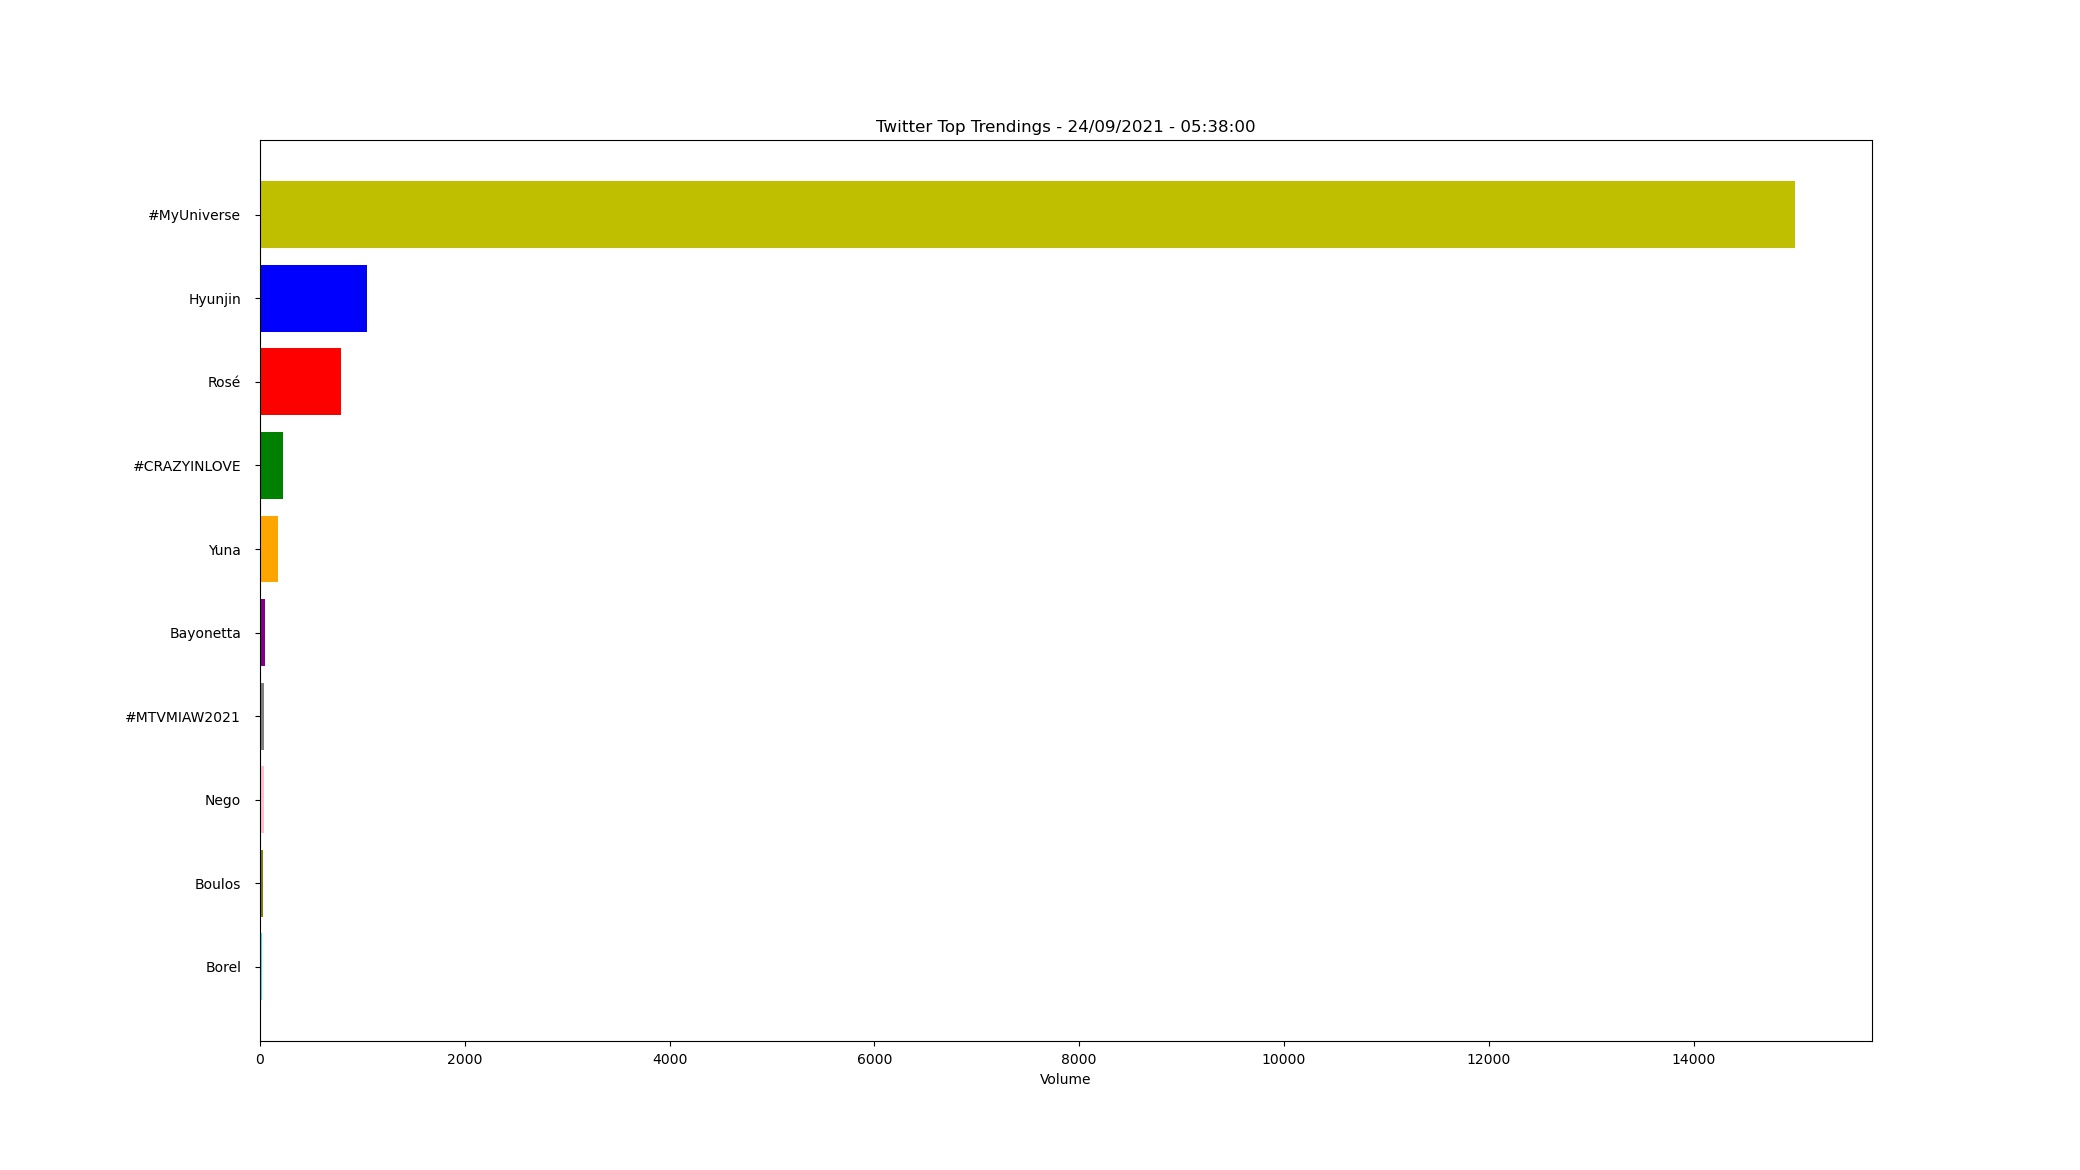 Twitter Top Trendings - 24/09/2021 - 05:38:00
#MyUniverse
Hyunjin
Rosé
#CRAZYINLOVE
Yuna
Bayonetta
#MTVMIAW2021
Nego
Boulos
Borel
0 2000 4000 6000 8000 10000 12000 14000
Volume